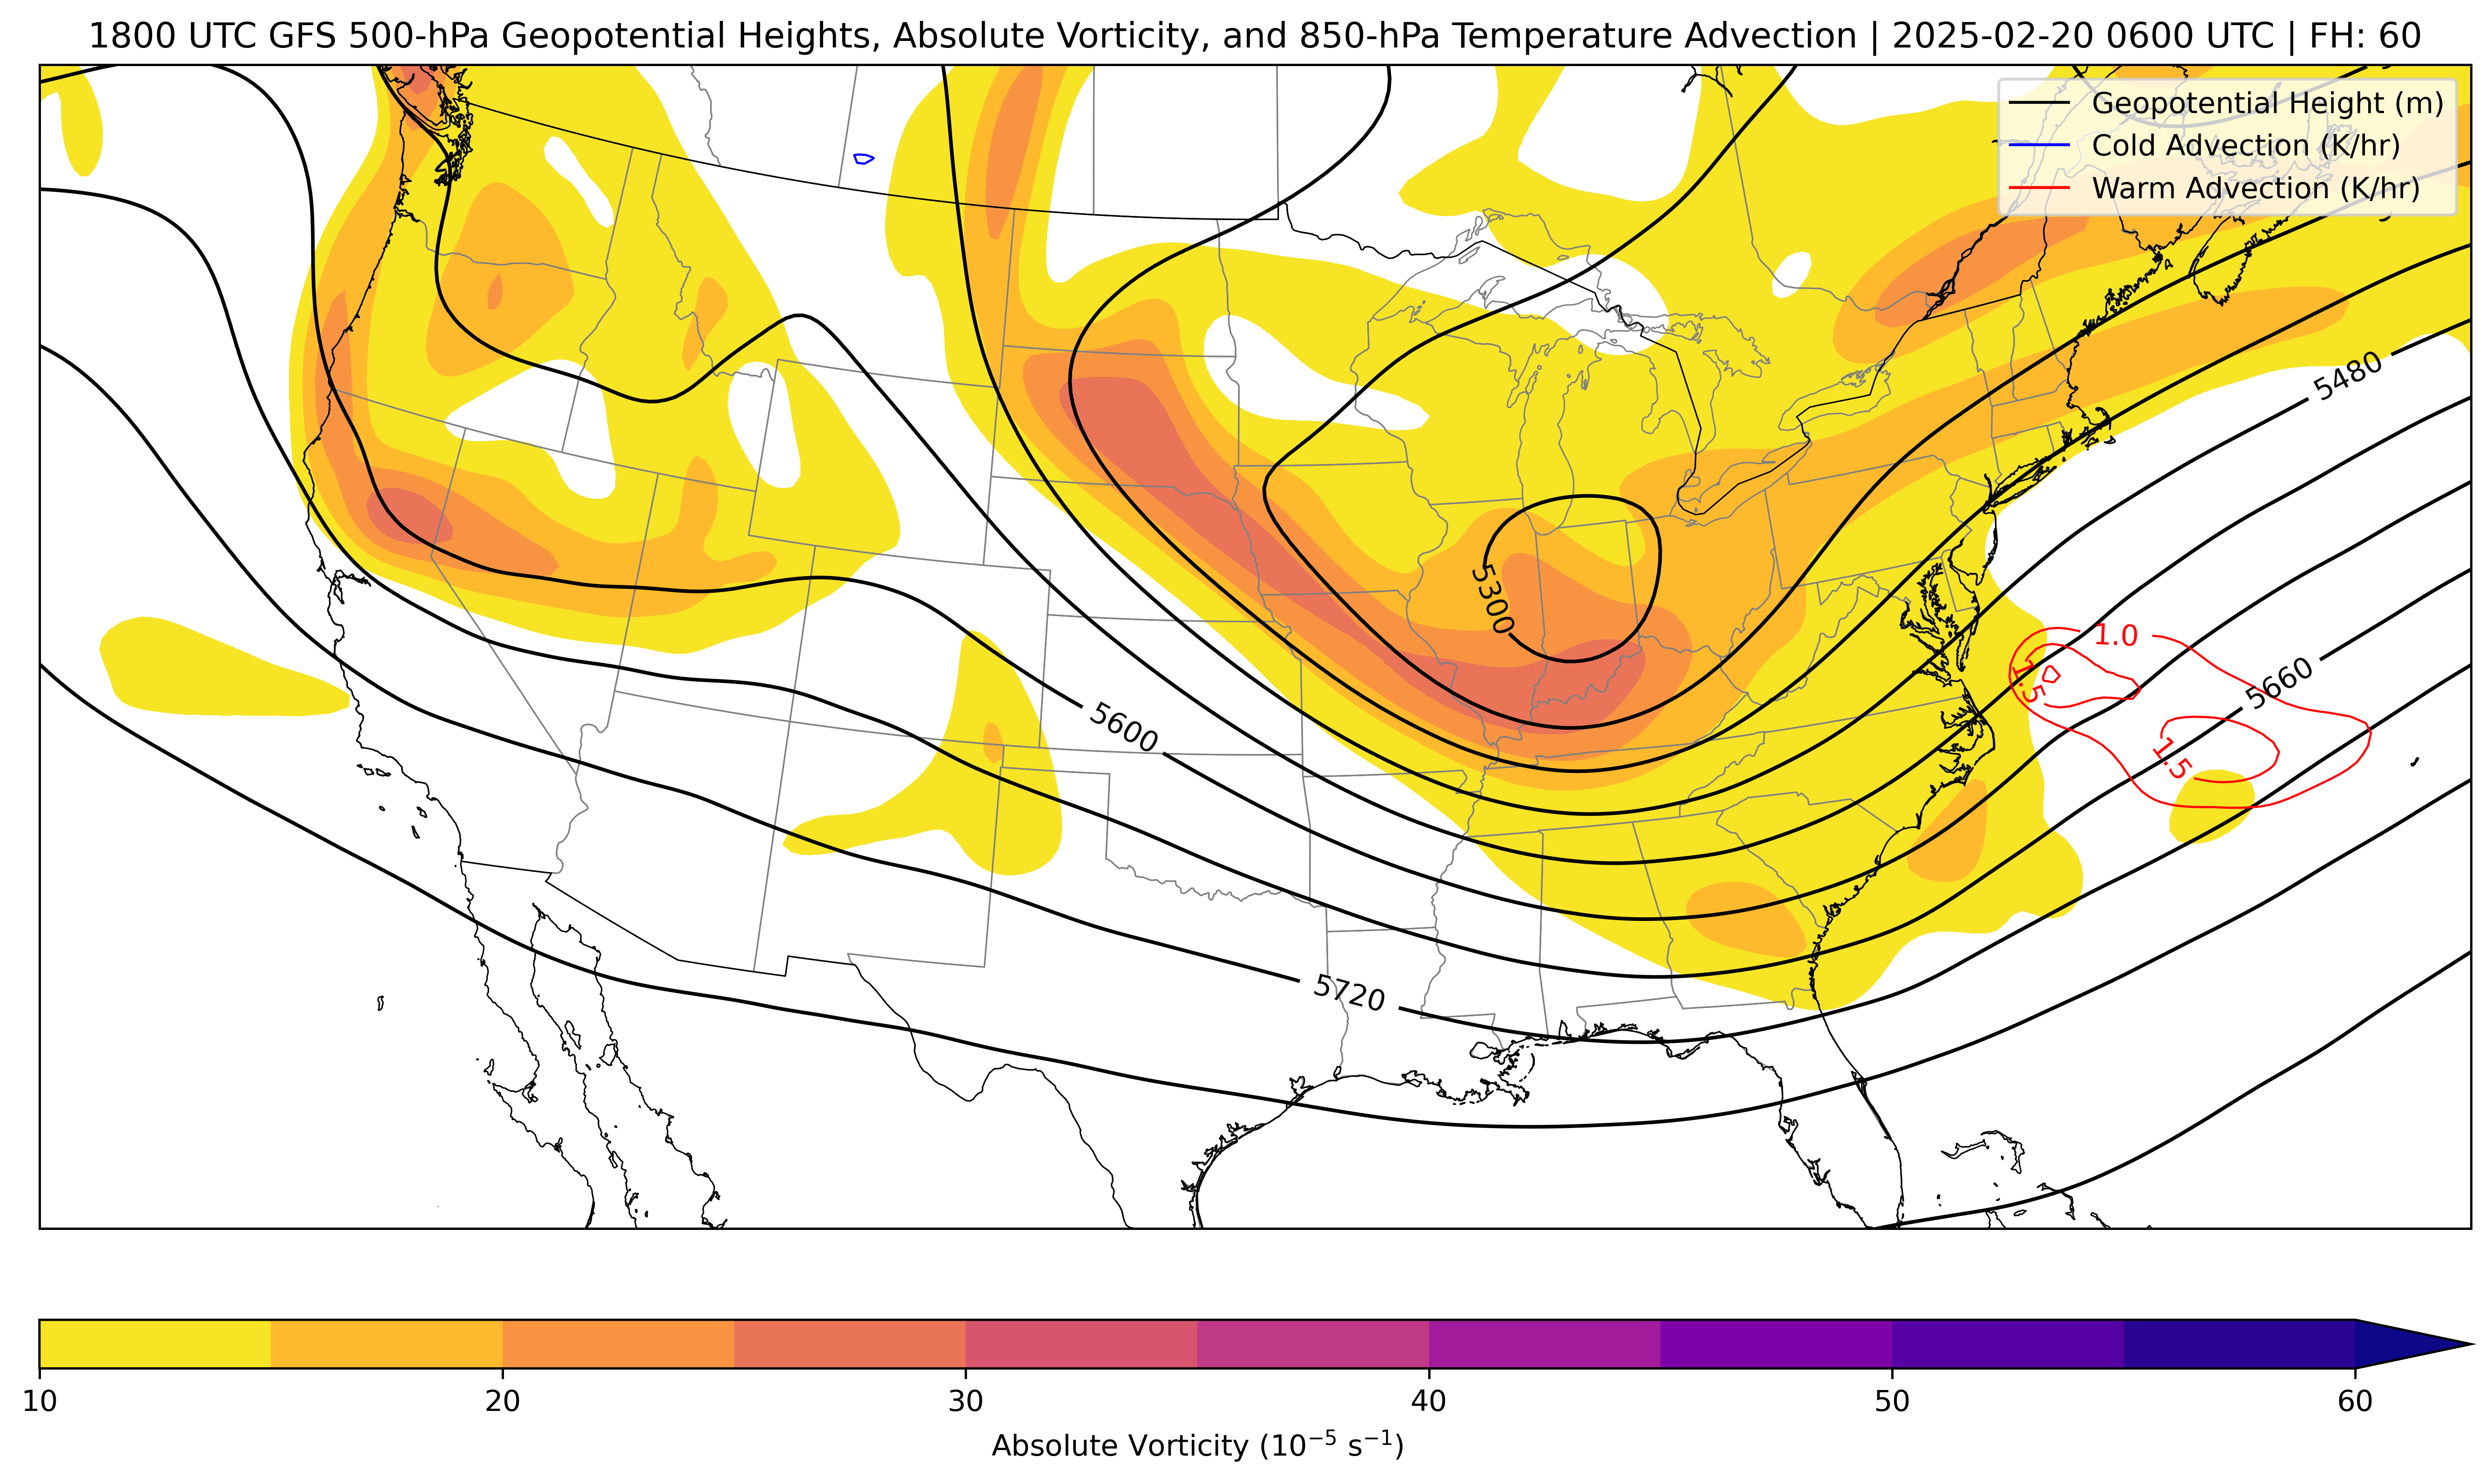 1800 UTC GFS 500-hPa Geopotential Heights, Absolute Vorticity, and 850-hPa Temperature Advection | 2025-02-20 0600 UTC | FH: 60
Geopotential Height (m)
Cold Advection (K/hr)
Warm Advection (K/hr)
5480
5300
1.0
1.5
5660
5600
1.5
5720
10 20 30 40 50 60
Absolute Vorticity (10⁻⁵ s⁻¹)